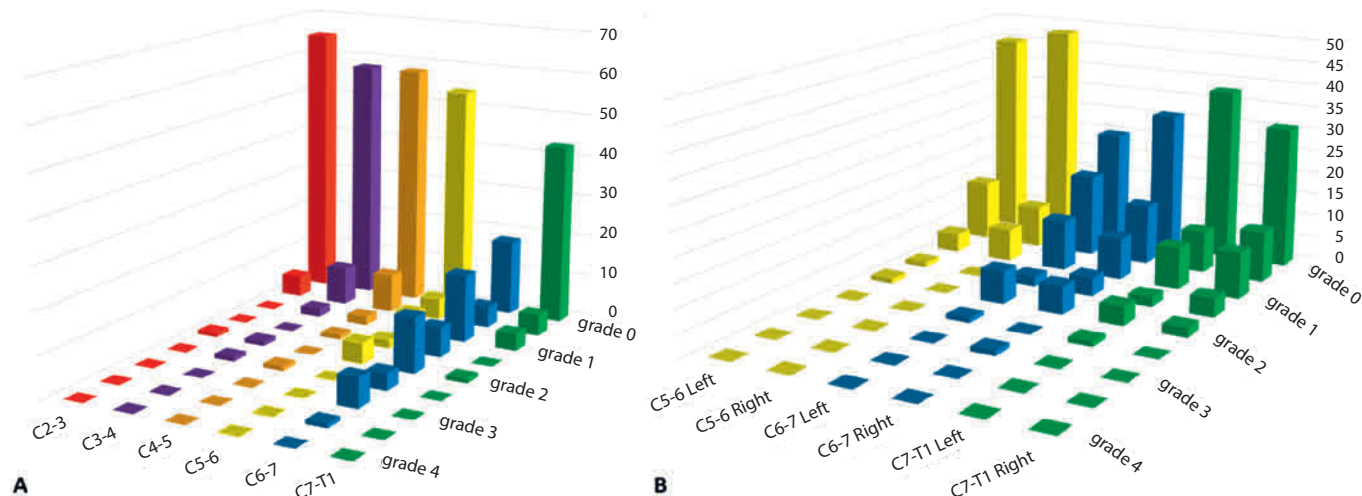 70
60
50
40
30
20
10
0
grade 0
grade 1
grade 2
grade 3
grade 4
C2-3
C3-4
C4-5
C5-6
C6-7
C7-T1
A
50
45
40
35
30
25
20
15
10
5
0
grade 0
grade 1
grade 2
grade 3
grade 4
C5-6 Left
C5-6 Right
C6-7 Left
C6-7 Right
C7-T1 Left
C7-T1 Right
B